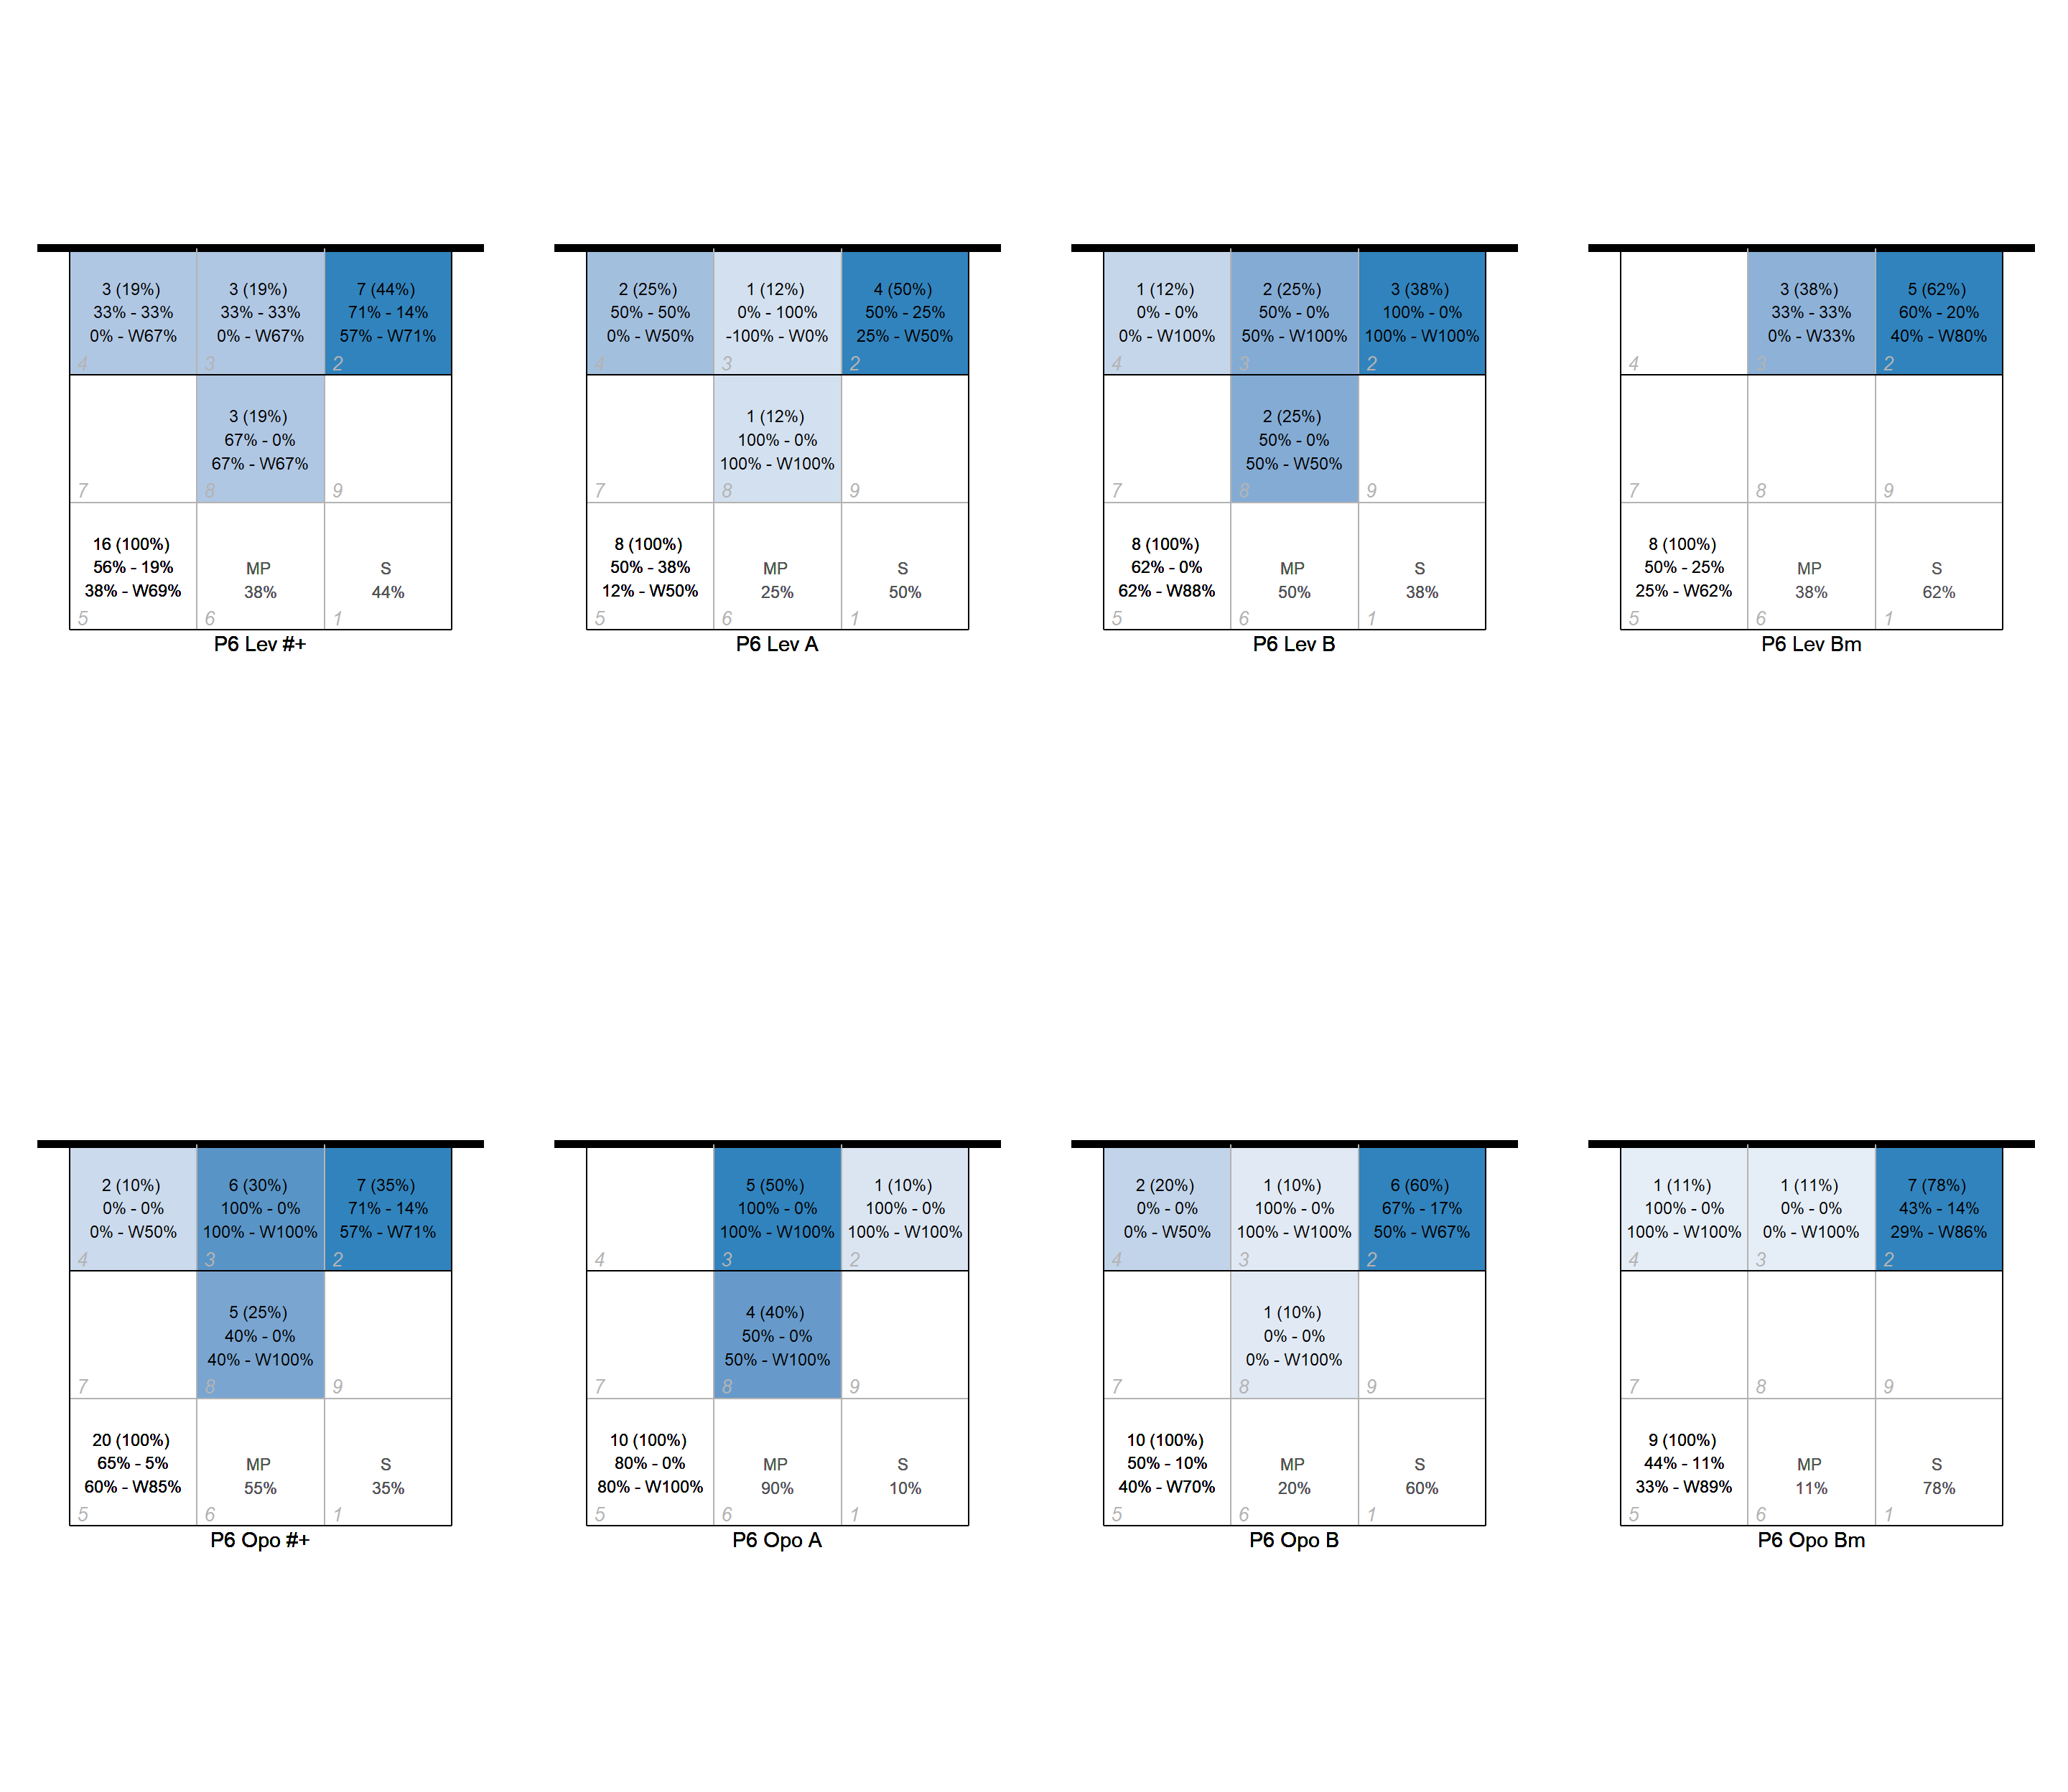 3 (19%)
33% - 33%
0% - W67%
4
3 (19%)
33% - 33%
0% - W67%
3
7 (44%)
71% - 14%
57% - W71%
2
7
3 (19%)
67% - 0%
67% - W67%
8
9
16 (100%)
56% - 19%
38% - W69%
5
MP
38%
6
S
44%
1
P6 Lev #+
2 (25%)
50% - 50%
0% - W50%
4
1 (12%)
0% - 100%
-100% - W0%
3
4 (50%)
50% - 25%
25% - W50%
2
7
1 (12%)
100% - 0%
100% - W100%
8
9
8 (100%)
50% - 38%
12% - W50%
5
MP
25%
6
S
50%
1
P6 Lev A
1 (12%)
0% - 0%
0% - W100%
4
2 (25%)
50% - 0%
50% - W100%
3
3 (38%)
100% - 0%
100% - W100%
2
7
2 (25%)
50% - 0%
50% - W50%
8
9
8 (100%)
62% - 0%
62% - W88%
5
MP
50%
6
S
38%
1
P6 Lev B
4
3 (38%)
33% - 33%
0% - W33%
3
5 (62%)
60% - 20%
40% - W80%
2
7
8
9
8 (100%)
50% - 25%
25% - W62%
5
MP
38%
6
S
62%
1
P6 Lev Bm
2 (10%)
0% - 0%
0% - W50%
4
6 (30%)
100% - 0%
100% - W100%
3
7 (35%)
71% - 14%
57% - W71%
2
7
5 (25%)
40% - 0%
40% - W100%
8
9
20 (100%)
65% - 5%
60% - W85%
5
MP
55%
6
S
35%
1
P6 Opo #+
4
5 (50%)
100% - 0%
100% - W100%
3
1 (10%)
100% - 0%
100% - W100%
2
7
4 (40%)
50% - 0%
50% - W100%
8
9
10 (100%)
80% - 0%
80% - W100%
5
MP
90%
6
S
10%
1
P6 Opo A
2 (20%)
0% - 0%
0% - W50%
4
1 (10%)
100% - 0%
100% - W100%
3
6 (60%)
67% - 17%
50% - W67%
2
7
1 (10%)
0% - 0%
0% - W100%
8
9
10 (100%)
50% - 10%
40% - W70%
5
MP
20%
6
S
60%
1
P6 Opo B
1 (11%)
100% - 0%
100% - W100%
4
1 (11%)
0% - 0%
0% - W100%
3
7 (78%)
43% - 14%
29% - W86%
2
7
8
9
9 (100%)
44% - 11%
33% - W89%
5
MP
11%
6
S
78%
1
P6 Opo Bm